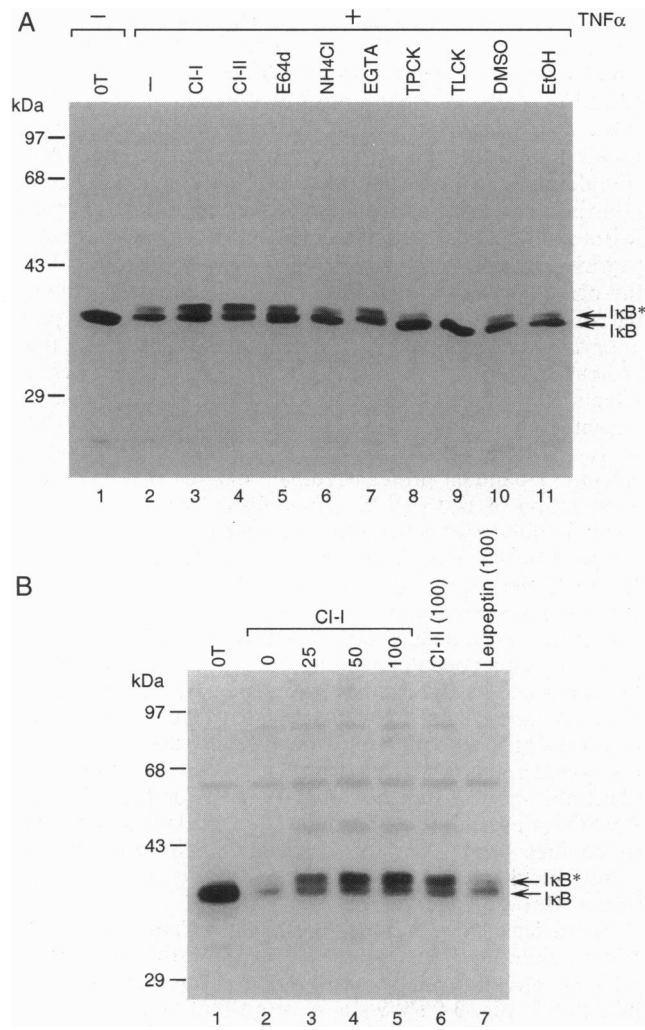 A
− + TNFα
0T – CI-I CI-II E64d NH4Cl EGTA TPCK TLCK DMSO EtOH
kDa
97
68
43
IκB*
IκB
29
1 2 3 4 5 6 7 8 9 10 11
B
CI-I
0T 0 25 50 100 CI-II (100) Leupeptin (100)
kDa
97
68
43
IκB*
IκB
29
1 2 3 4 5 6 7